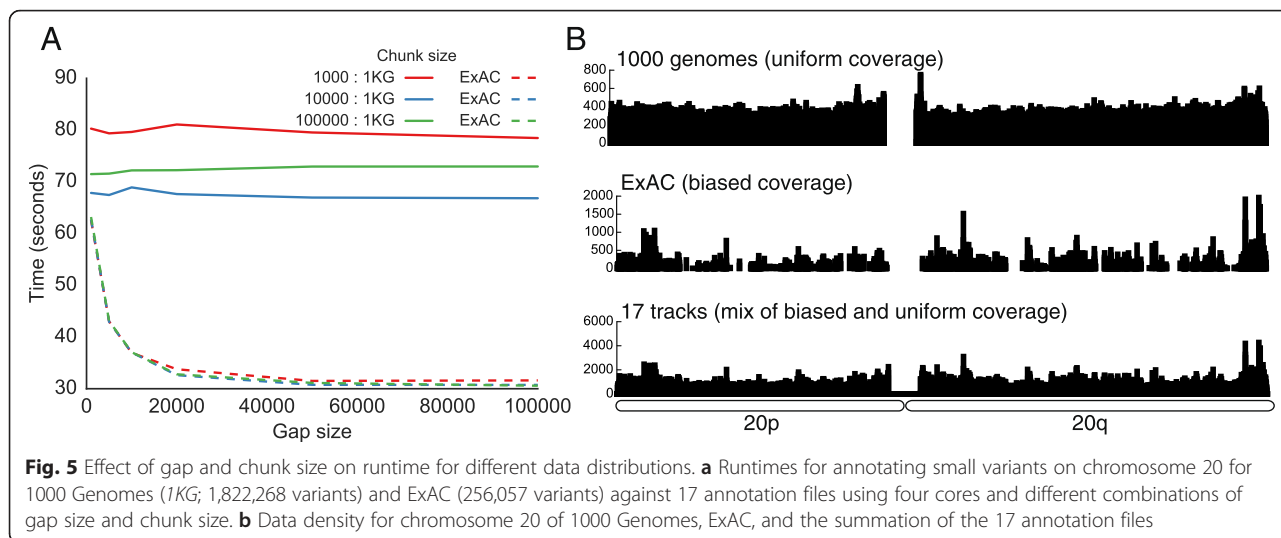 A
Chunk size
1000 : 1KG ExAC
10000 : 1KG ExAC
100000 : 1KG ExAC
90
80
70
60
50
40
30
Time (seconds)
0 20000 40000 60000 80000 100000
Gap size
B
1000 genomes (uniform coverage)
800
600
400
200
0
ExAC (biased coverage)
2000
1500
1000
500
0
17 tracks (mix of biased and uniform coverage)
6000
4000
2000
0
20p 20q
Fig. 5 Effect of gap and chunk size on runtime for different data distributions. a Runtimes for annotating small variants on chromosome 20 for
1000 Genomes (1KG; 1,822,268 variants) and ExAC (256,057 variants) against 17 annotation files using four cores and different combinations of
gap size and chunk size. b Data density for chromosome 20 of 1000 Genomes, ExAC, and the summation of the 17 annotation files